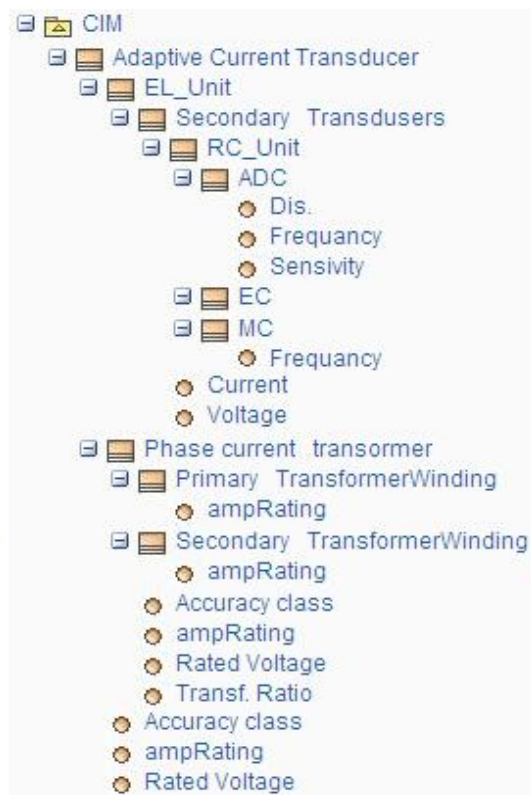 CIM
Adaptive Current Transducer
EL_Unit
Secondary Transdusers
RC_Unit
ADC
Dis.
Frequancy
Sensivity
EC
MC
Frequancy
Current
Voltage
Phase current transormer
Primary TransformerWinding
ampRating
Secondary TransformerWinding
ampRating
Accuracy class
ampRating
Rated Voltage
Transf. Ratio
Accuracy class
ampRating
Rated Voltage